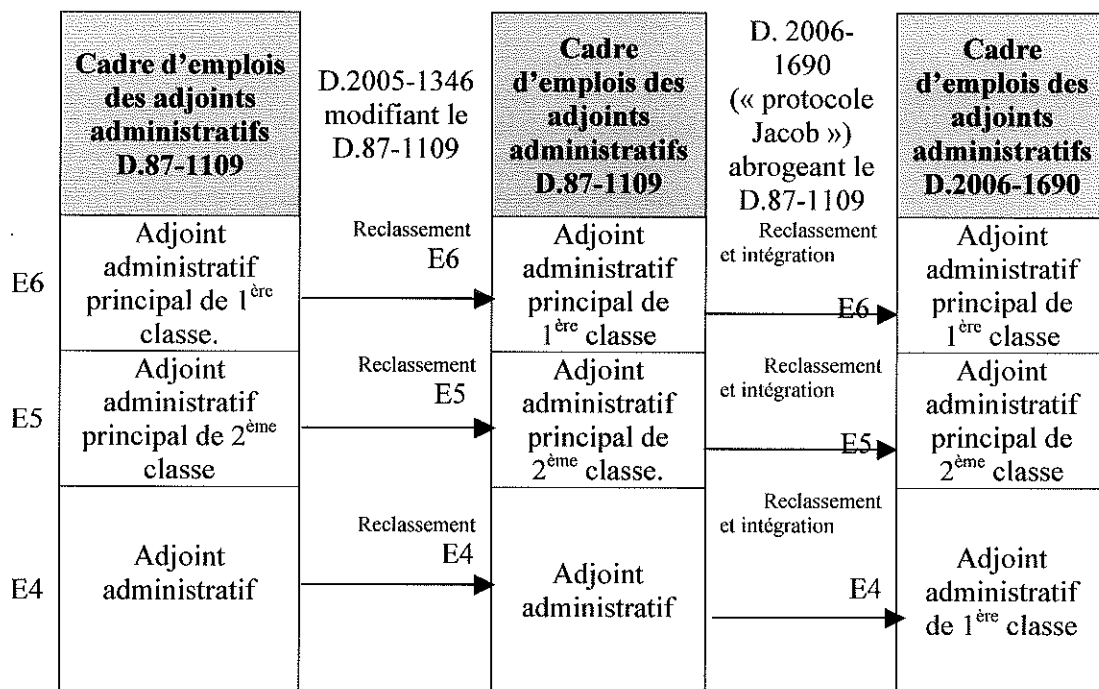 Cadre d'emplois
des adjoints
administratifs
D.87-1109
D.2005-1346
modifiant le
D.87-1109
Cadre
d'emplois des
adjoints
administratifs
D.87-1109
D. 2006-
1690
(« protocole
Jacob »)
abrogeant le
D.87-1109
Cadre
d'emplois des
adjoints
administratifs
D.2006-1690
E6
Adjoint
administratif
principal de 1ère
classe.
Reclassement
E6
Adjoint
administratif
principal de
1ère classe
Reclassement
et intégration
E6
Adjoint
administratif
principal de
1ère classe
E5
Adjoint
administratif
principal de 2ème
classe
Reclassement
E5
Adjoint
administratif
principal de
2ème classe.
Reclassement
et intégration
E5
Adjoint
administratif
principal de
2ème classe
E4
Adjoint
administratif
Reclassement
E4
Adjoint
administratif
Reclassement
et intégration
E4
Adjoint
administratif
de 1ère classe